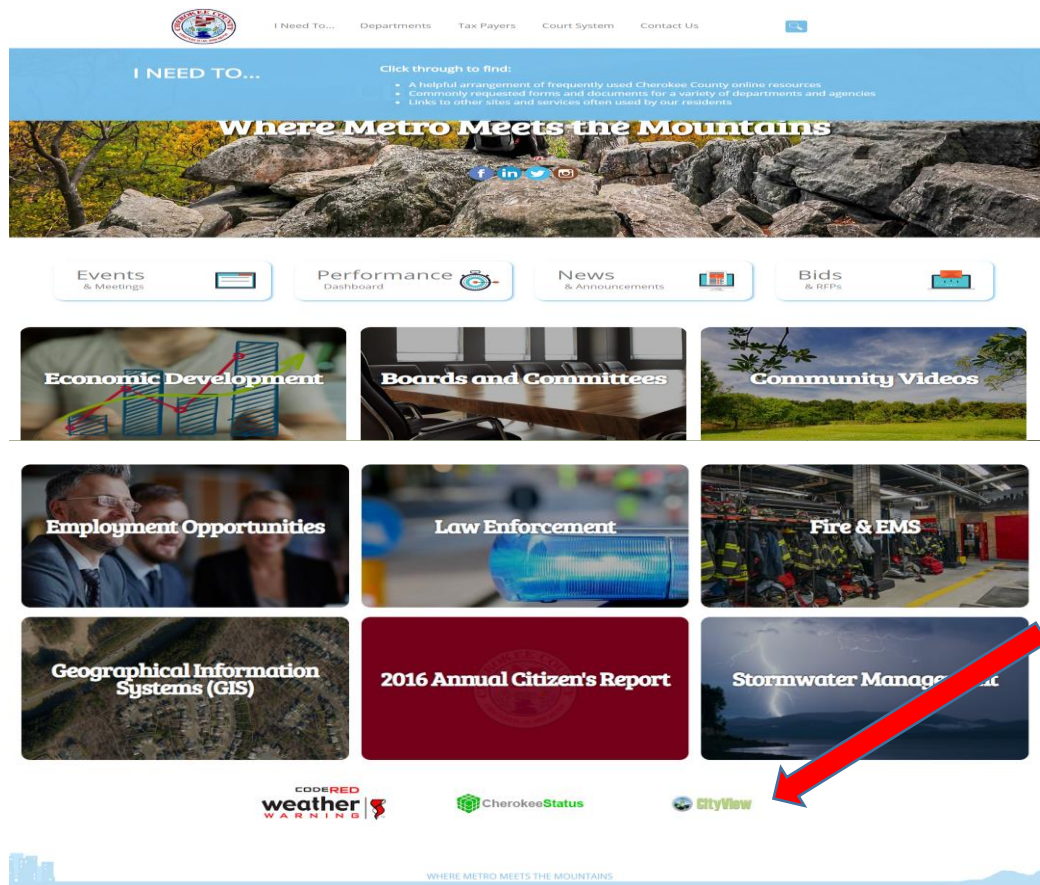 CHEROKEE COUNTY
I Need To...
Departments
Tax Payers
Court System
Contact Us
I NEED TO...
Click through to find:
• A helpful arrangement of frequently used Cherokee County online resources
• Commonly requested forms and documents for a variety of departments and agencies
• Links to other sites and services often used by our residents
Where Metro Meets the Mountains
f in
Events
& Meetings
Performance
Dashboard
News
& Announcements
Bids
& RFPs
Economic Development
Boards and Committees
Community Videos
Employment Opportunities
Law Enforcement
Fire & EMS
Geographical Information
Systems (GIS)
2016 Annual Citizen's Report
Stormwater Management
CODERED
weather
WARNING
CherokeeStatus
CityView
WHERE METRO MEETS THE MOUNTAINS